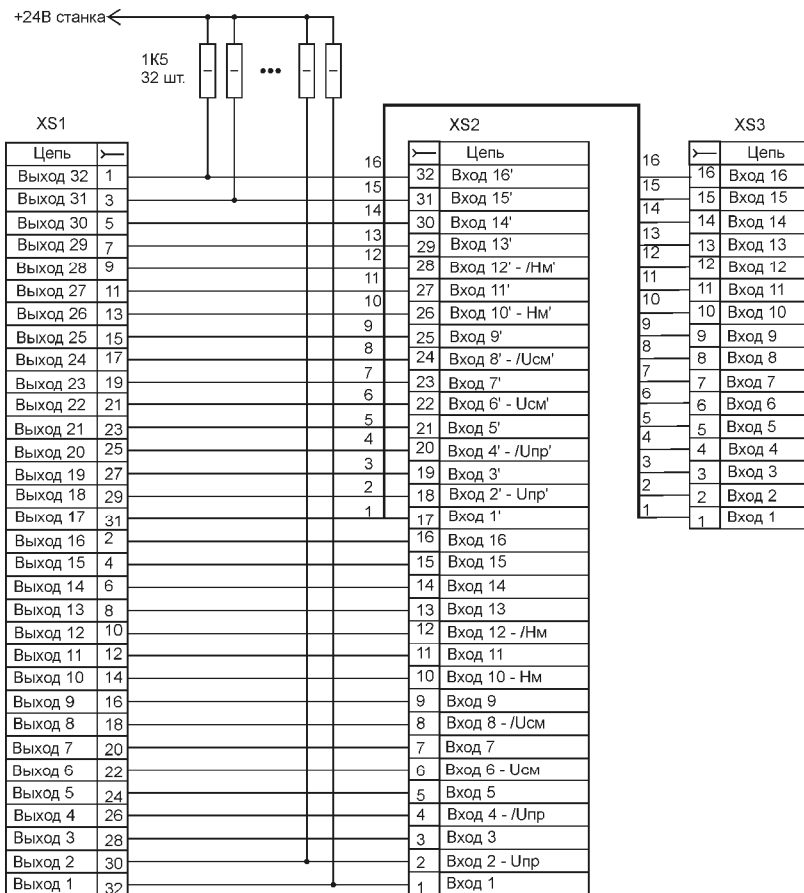 +24В станка
1К5
32 шт.
•••
XS1
XS2
XS3
Цепь
Цепь
Цепь
Выход 32 1 16 32 Вход 16' 16 16 Вход 16
Выход 31 3 15 31 Вход 15' 15 15 Вход 15
Выход 30 5 14 30 Вход 14' 14 14 Вход 14
Выход 29 7 13 29 Вход 13' 13 13 Вход 13
Выход 28 9 12 28 Вход 12' - /Нм' 12 12 Вход 12
Выход 27 11 11 27 Вход 11' 11 11 Вход 11
Выход 26 13 10 26 Вход 10' - Нм' 10 10 Вход 10
Выход 25 15 9 25 Вход 9' 9 9 Вход 9
Выход 24 17 8 24 Вход 8' - /Uсм' 8 8 Вход 8
Выход 23 19 7 23 Вход 7' 7 7 Вход 7
Выход 22 21 6 22 Вход 6' - Uсм' 6 6 Вход 6
Выход 21 23 5 21 Вход 5' 5 5 Вход 5
Выход 20 25 4 20 Вход 4' - /Uпр' 4 4 Вход 4
Выход 19 27 3 19 Вход 3' 3 3 Вход 3
Выход 18 29 2 18 Вход 2' - Uпр' 2 2 Вход 2
Выход 17 31 1 17 Вход 1' 1 1 Вход 1
Выход 16 2 16 Вход 16
Выход 15 4 15 Вход 15
Выход 14 6 14 Вход 14
Выход 13 8 13 Вход 13
Выход 12 10 12 Вход 12 - /Нм
Выход 11 12 11 Вход 11
Выход 10 14 10 Вход 10 - Нм
Выход 9 16 9 Вход 9
Выход 8 18 8 Вход 8 - /Uсм
Выход 7 20 7 Вход 7
Выход 6 22 6 Вход 6 - Uсм
Выход 5 24 5 Вход 5
Выход 4 26 4 Вход 4 - /Uпр
Выход 3 28 3 Вход 3
Выход 2 30 2 Вход 2 - Uпр
Выход 1 32 1 Вход 1